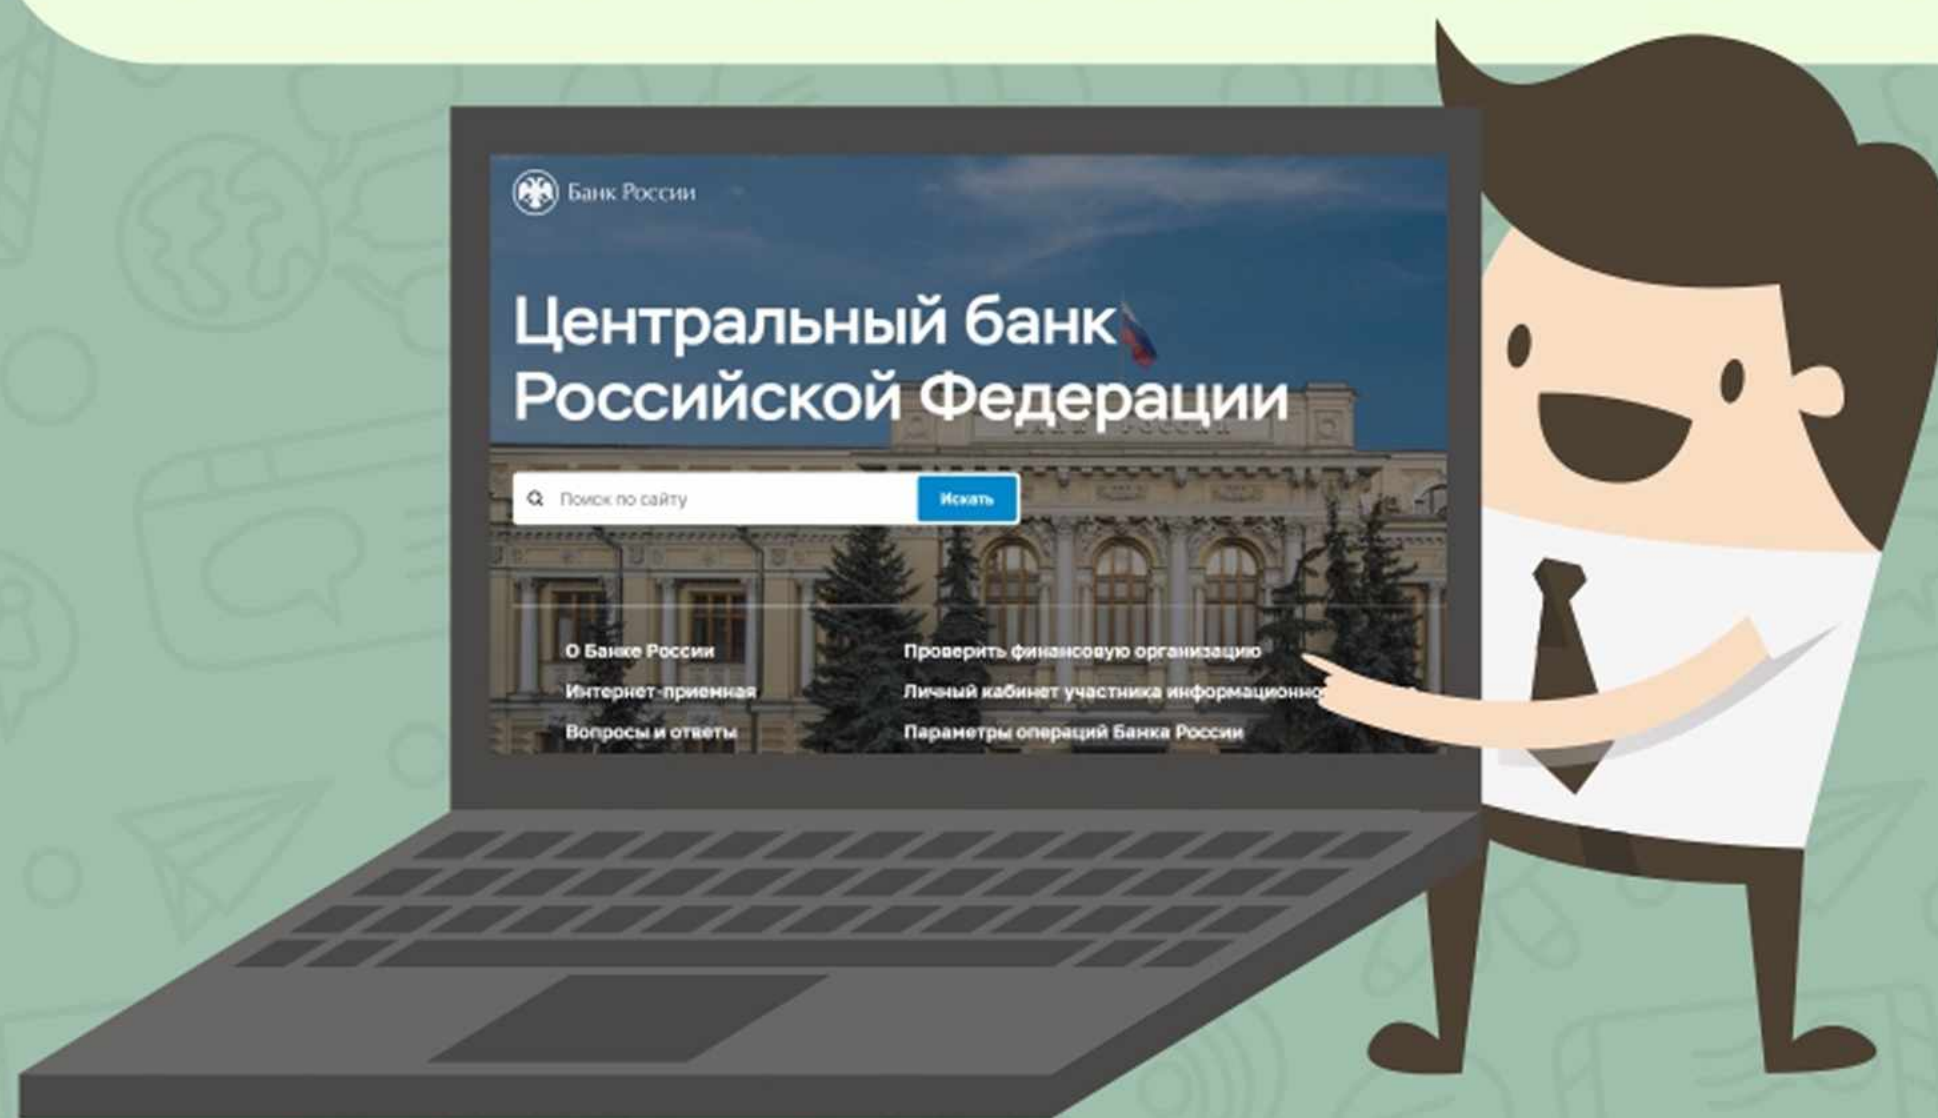 Банк России
Центральный банк
Российской Федерации
Поиск по сайту
Искать
О Банке России
Интернет-приемная
Вопросы и ответы
Проверить финансовую организацию
Личный кабинет участника информационно
Параметры операций Банка России